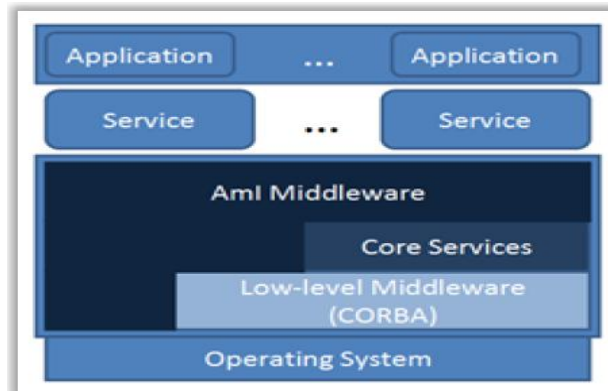 Application ... Application
Service ... Service
AmI Middleware
Core Services
Low-level Middleware
(CORBA)
Operating System